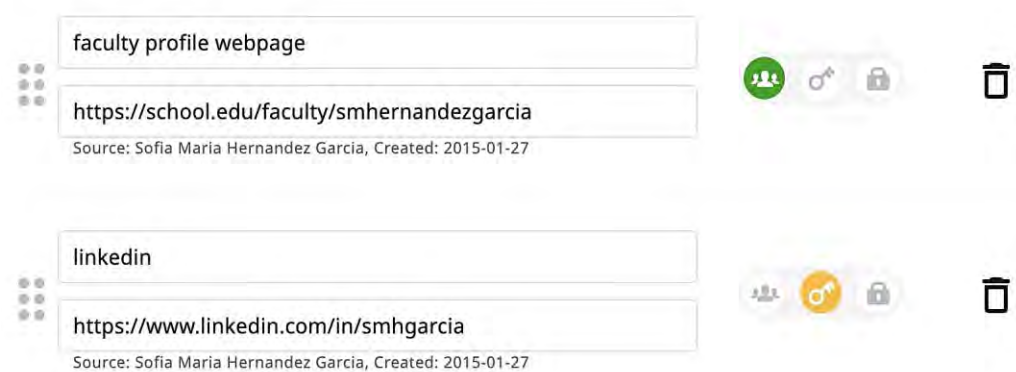 faculty profile webpage
https://school.edu/faculty/smhernandezgarcia
Source: Sofia Maria Hernandez Garcia, Created: 2015-01-27
linkedin
https://www.linkedin.com/in/smhgarcia
Source: Sofia Maria Hernandez Garcia, Created: 2015-01-27